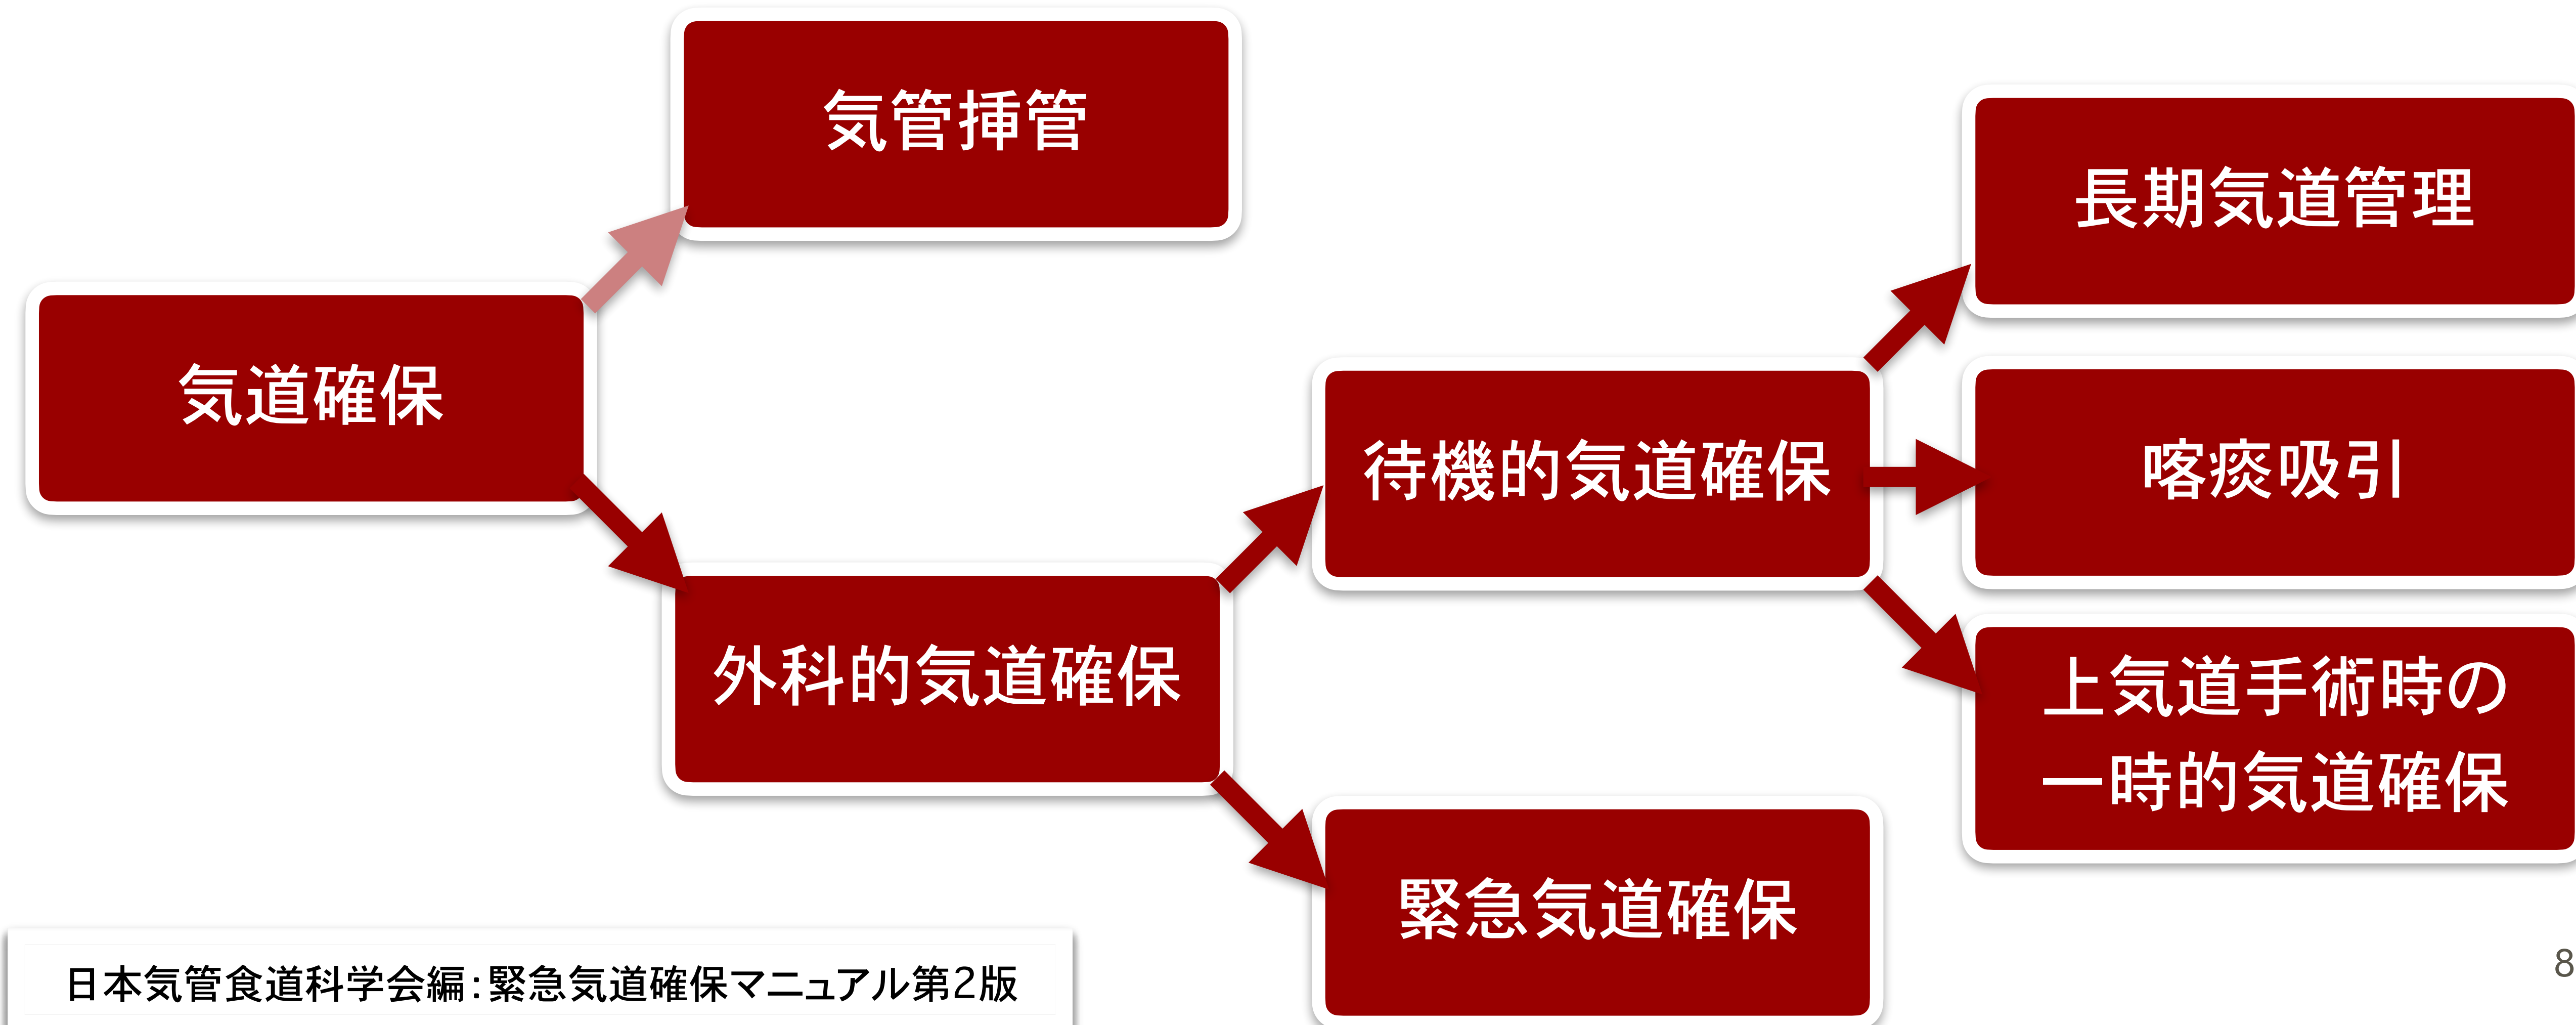 気管挿管
長期気道管理
気道確保
待機的気道確保
喀痰吸引
外科的気道確保
上気道手術時の
一時的気道確保
緊急気道確保
日本気管食道科学会編：緊急気道確保マニュアル第2版
8